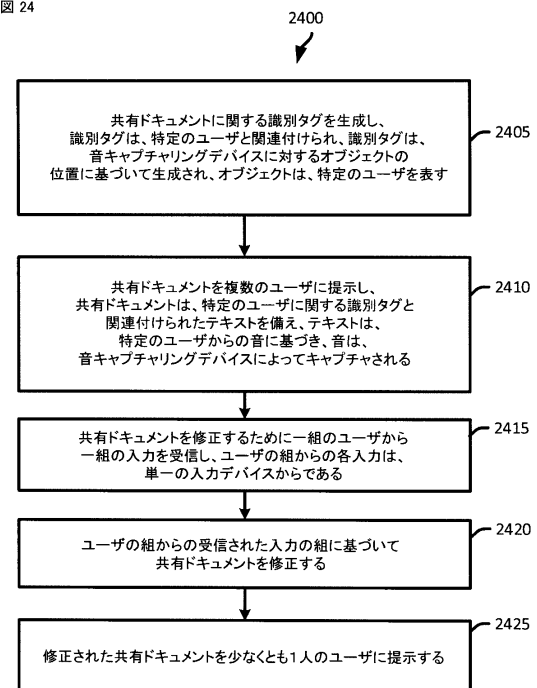 図 24
2400
共有ドキュメントに関する識別タグを生成し、
識別タグは、特定のユーザと関連付けられ、識別タグは、
音キャプチャリングデバイスに対するオブジェクトの
位置に基づいて生成され、オブジェクトは、特定のユーザを表す
2405
共有ドキュメントを複数のユーザに提示し、
共有ドキュメントは、特定のユーザに関する識別タグと
関連付けられたテキストを備え、テキストは、
特定のユーザからの音に基づき、音は、
音キャプチャリングデバイスによってキャプチャされる
2410
共有ドキュメントを修正するために一組のユーザから
一組の入力を受信し、ユーザの組からの各入力は、
単一の入力デバイスからである
2415
ユーザの組からの受信された入力の組に基づいて
共有ドキュメントを修正する
2420
修正された共有ドキュメントを少なくとも1人のユーザに提示する
2425